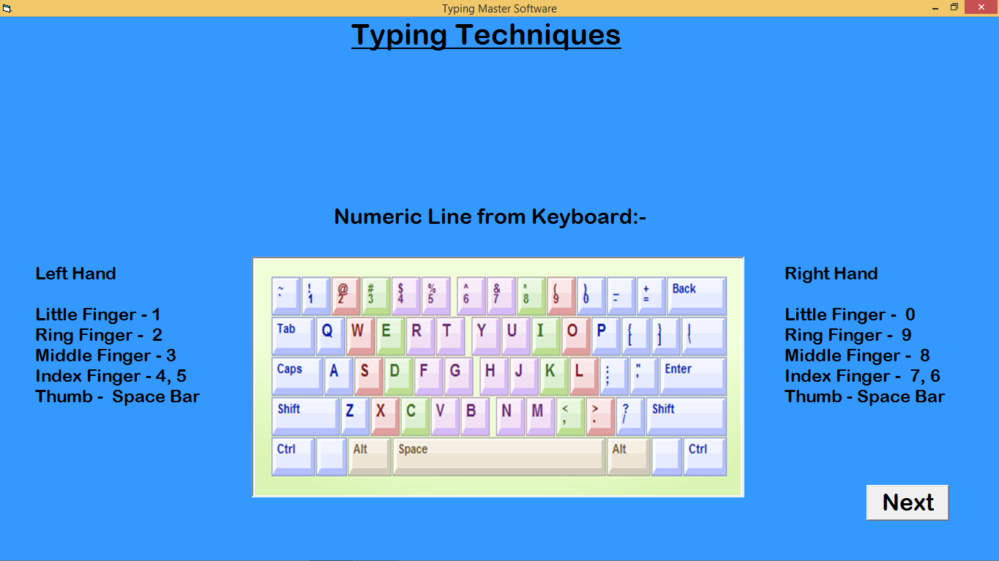 Typing Master Software
Typing Techniques
Numeric Line from Keyboard:-
Left Hand
Little Finger - 1
Ring Finger -  2
Middle Finger - 3
Index Finger - 4, 5
Thumb -  Space Bar
~ ! @ # $ % ^ & * ( ) _ + Back
` 1 2 3 4 5 6 7 8 9 0 - =
Tab Q W E R T Y U I O P { } |
[ ] \
Caps A S D F G H J K L : " Enter
; '
Shift Z X C V B N M < > ? Shift
, . /
Ctrl Alt Space Alt Ctrl
Right Hand
Little Finger -  0
Ring Finger -  9
Middle Finger -  8
Index Finger -  7, 6
Thumb - Space Bar
Next